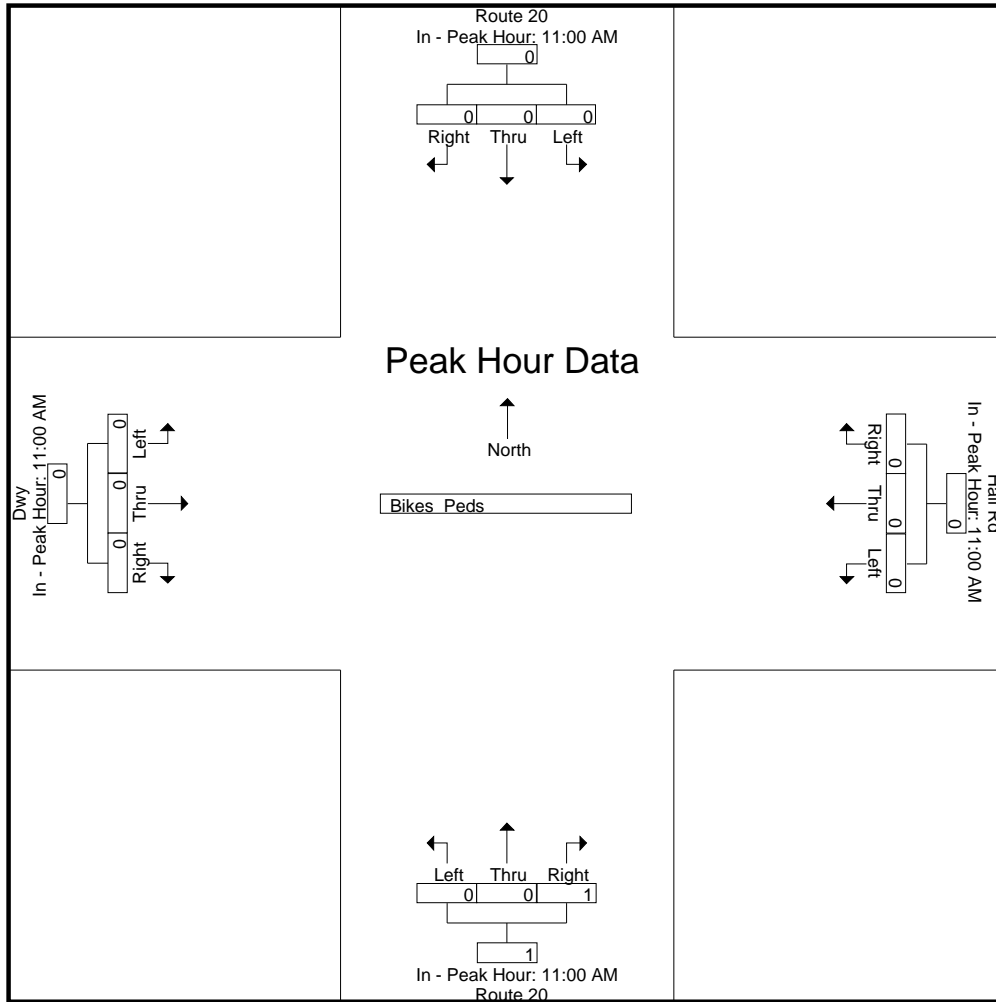 Route 20
In - Peak Hour: 11:00 AM
0
0 0 0
Right Thru Left
Peak Hour Data
North
Bikes Peds
Dwy
In - Peak Hour: 11:00 AM
0
0 0 0
Left Thru Right
In - Peak Hour: 11:00 AM
0
0 0 0
Right Thru Left
Left Thru Right
0 0 1
1
In - Peak Hour: 11:00 AM
Route 20